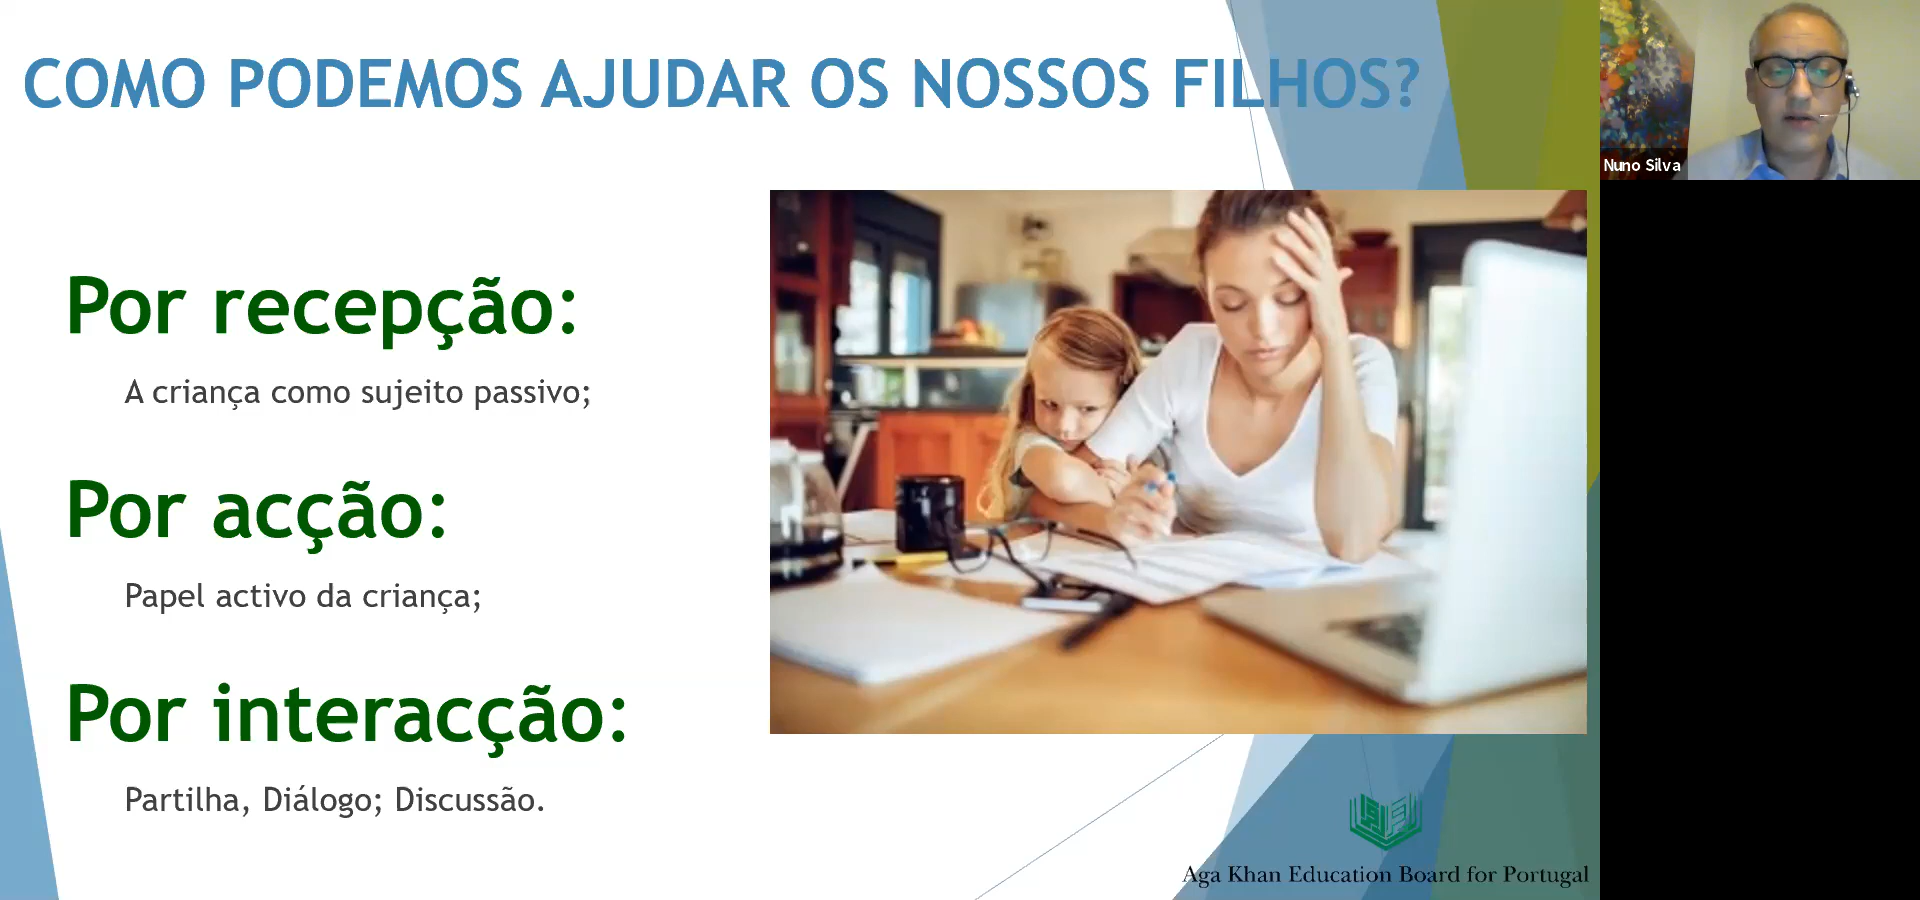 COMO PODEMOS AJUDAR OS NOSSOS FILHOS?
Nuno Silva
Por recepção:
A criança como sujeito passivo;
Por acção:
Papel activo da criança;
Por interacção:
Partilha, Diálogo; Discussão.
Aga Khan Education Board for Portugal